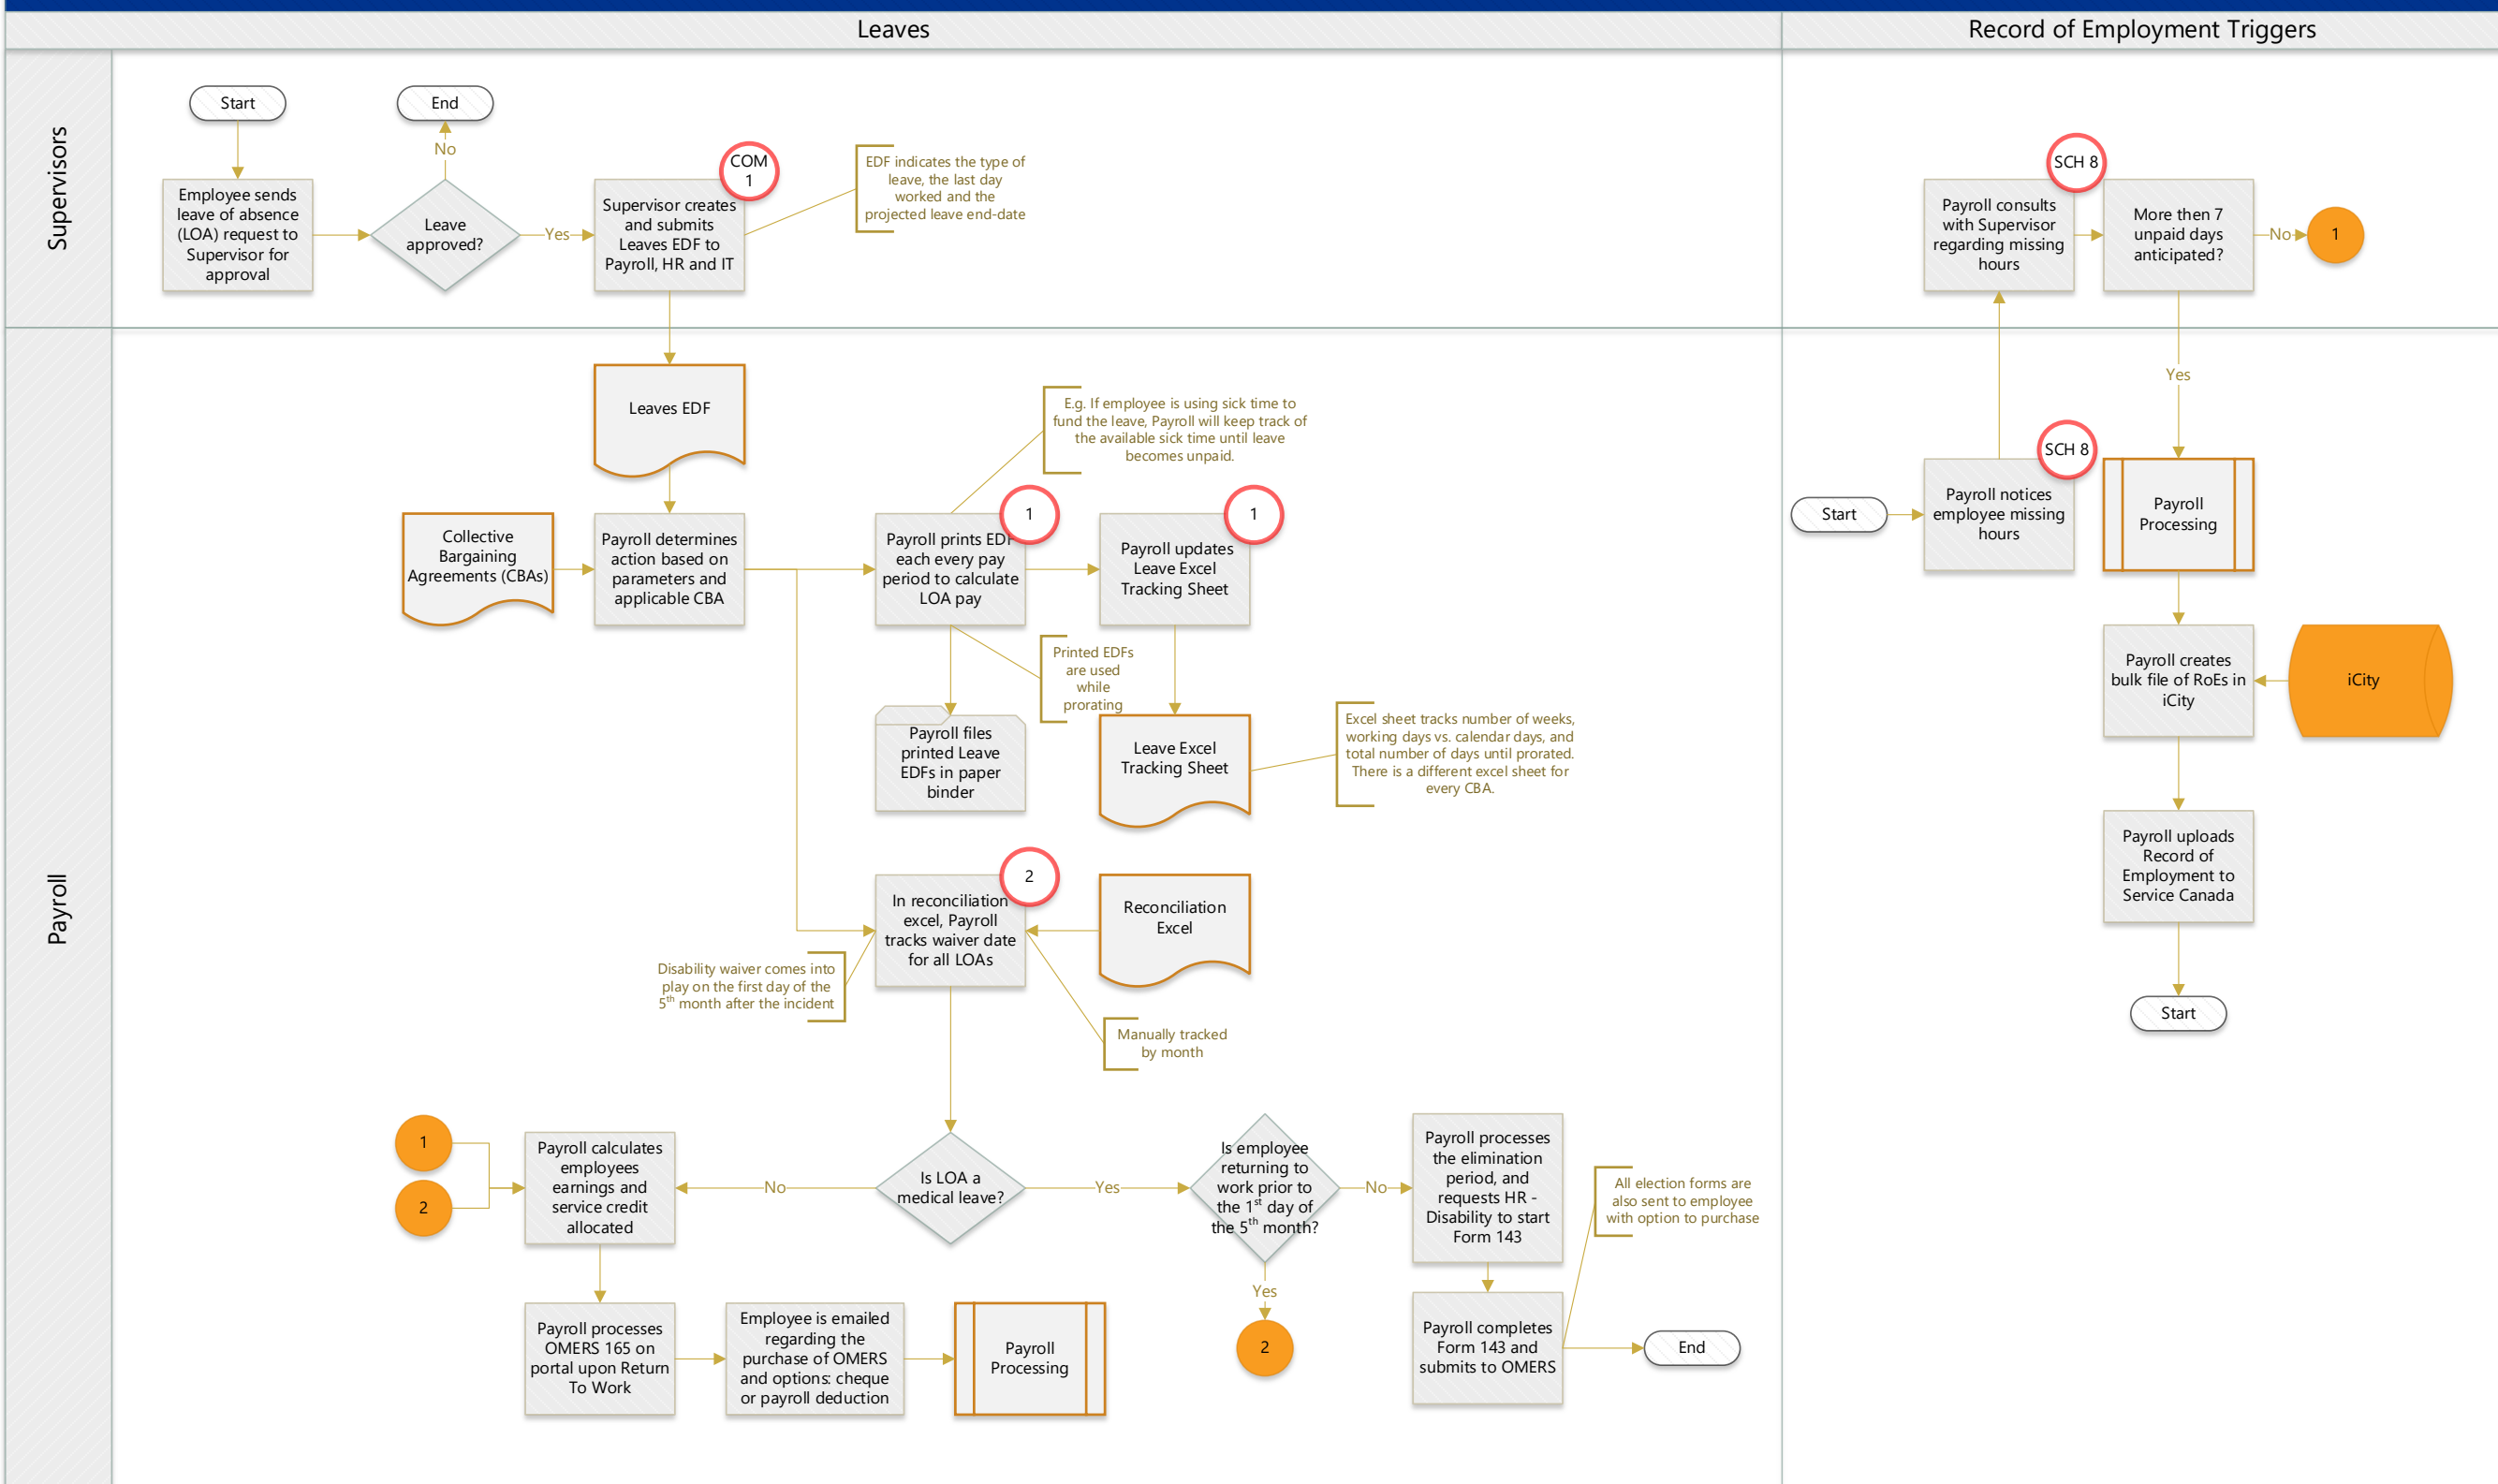 Leaves
Record of Employment Triggers
Supervisors
Start
End
No
Employee sends
leave of absence
(LOA) request to
Supervisor for
approval
Leave
approved?
Yes
COM
1
Supervisor creates
and submits
Leaves EDF to
Payroll, HR and IT
EDF indicates the type of
leave, the last day
worked and the
projected leave end-date
SCH 8
Payroll consults
with Supervisor
regarding missing
hours
More then 7
unpaid days
anticipated?
No
1
Payroll
Leaves EDF
E.g. If employee is using sick time to
fund the leave, Payroll will keep track of
the available sick time until leave
becomes unpaid.
Collective
Bargaining
Agreements (CBAs)
Payroll determines
action based on
parameters and
applicable CBA
1
Payroll prints EDF
each every pay
period to calculate
LOA pay
1
Payroll updates
Leave Excel
Tracking Sheet
Printed EDFs
are used
while
prorating
Payroll files
printed Leave
EDFs in paper
binder
Leave Excel
Tracking Sheet
Excel sheet tracks number of weeks,
working days vs. calendar days, and
total number of days until prorated.
There is a different excel sheet for
every CBA.
2
In reconciliation
excel, Payroll
tracks waiver date
for all LOAs
Reconciliation
Excel
Disability waiver comes into
play on the first day of the
5th month after the incident
Manually tracked
by month
1
2
Payroll calculates
employees
earnings and
service credit
allocated
No
Is LOA a
medical leave?
Yes
Is employee
returning to
work prior to
the 1st day of
the 5th month?
No
Payroll processes
the elimination
period, and
requests HR -
Disability to start
Form 143
All election forms are
also sent to employee
with option to purchase
Yes
2
Payroll processes
OMERS 165 on
portal upon Return
To Work
Employee is emailed
regarding the
purchase of OMERS
and options: cheque
or payroll deduction
Payroll
Processing
Payroll completes
Form 143 and
submits to OMERS
End
Yes
Start
SCH 8
Payroll notices
employee missing
hours
Payroll
Processing
Payroll creates
bulk file of RoEs in
iCity
iCity
Payroll uploads
Record of
Employment to
Service Canada
Start